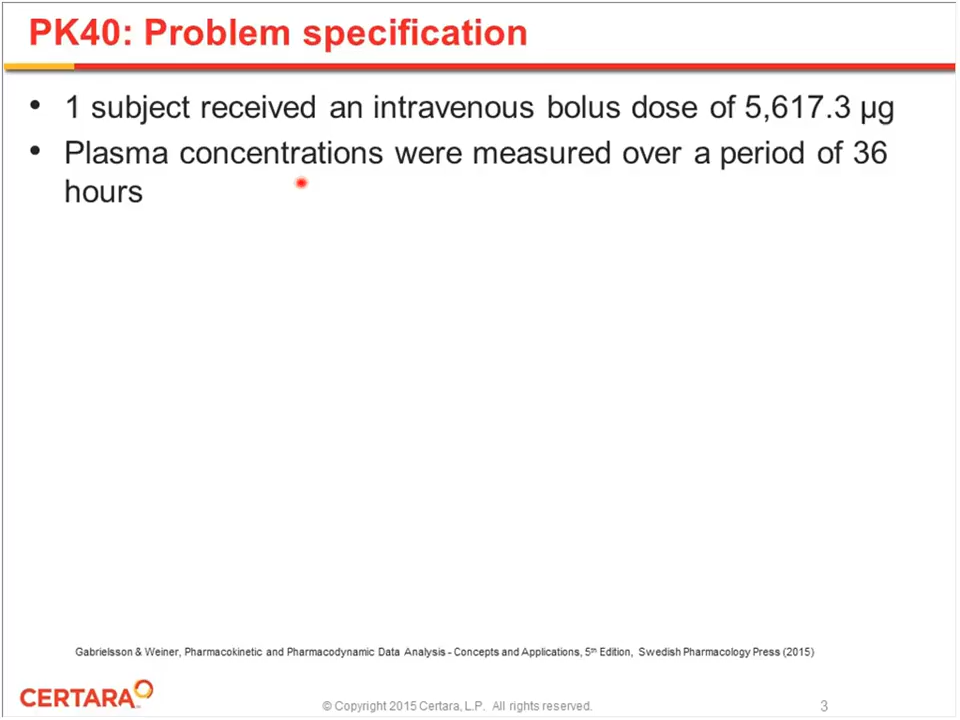 PK40: Problem specification
• 1 subject received an intravenous bolus dose of 5,617.3 µg
• Plasma concentrations were measured over a period of 36
hours
Gabrielsson & Weiner, Pharmacokinetic and Pharmacodynamic Data Analysis - Concepts and Applications, 5th Edition, Swedish Pharmacology Press (2015)
CERTARA
© Copyright 2015 Certara, L.P. All rights reserved.
3